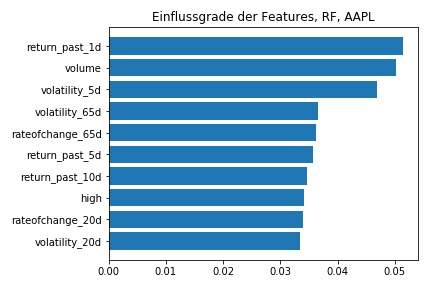 Einflussgrade der Features, RF, AAPL
return_past_1d
volume
volatility_5d
volatility_65d
rateofchange_65d
return_past_5d
return_past_10d
high
rateofchange_20d
volatility_20d
0.00 0.01 0.02 0.03 0.04 0.05